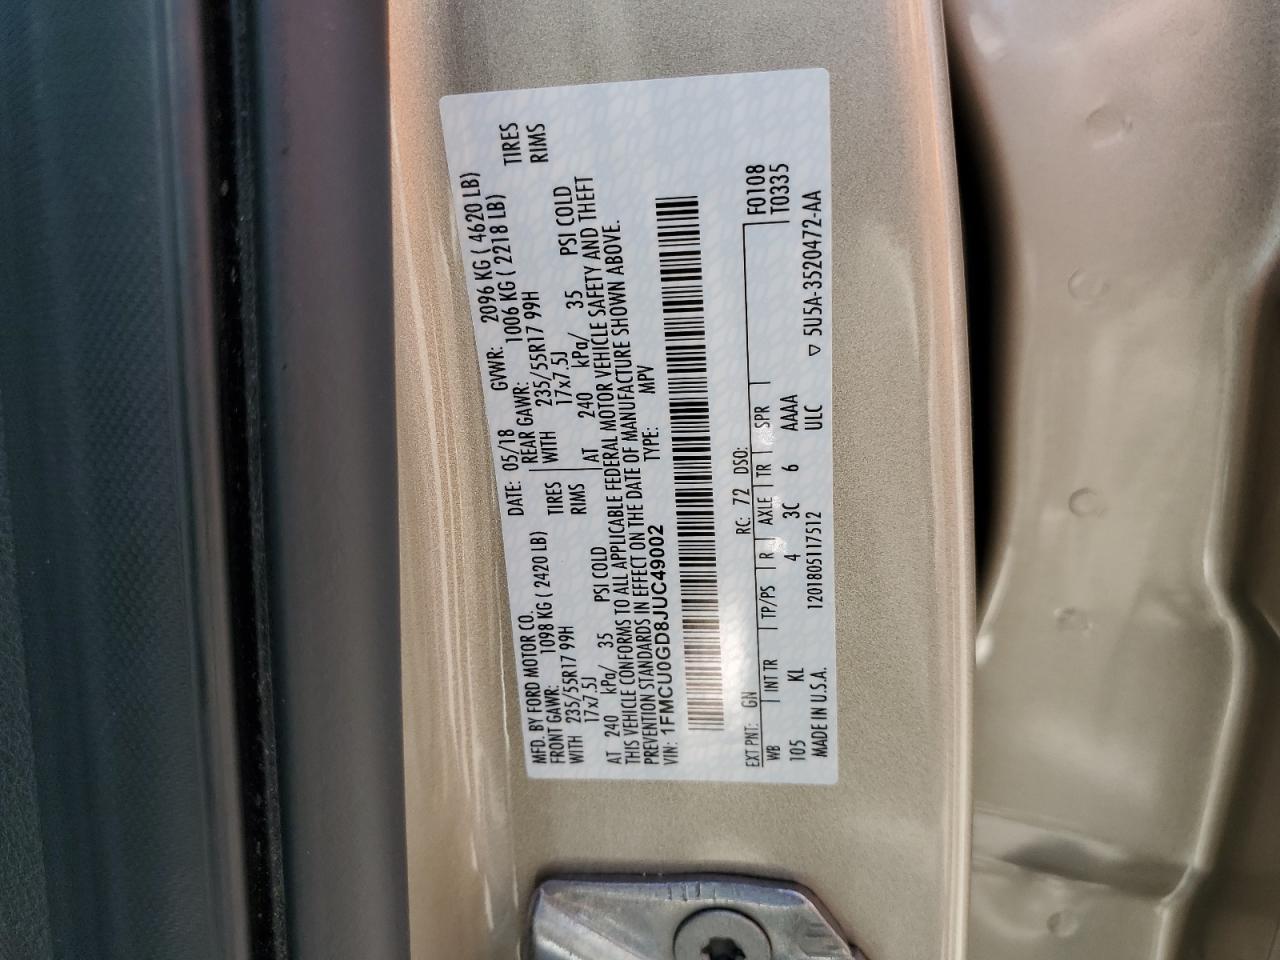 MFD. BY FORD MOTOR CO.
DATE: 05/18 GVWR: 2096 KG ( 4620 LB)
FRONT GAWR: 1098 KG ( 2420 LB) REAR GAWR: 1006 KG ( 2218 LB)
WITH 235/55R17 99H TIRES WITH 235/55R17 99H TIRES
17x7.5J RIMS 17x7.5J RIMS
AT 240 kPa/ 35 PSI COLD AT 240 kPa/ 35 PSI COLD
THIS VEHICLE CONFORMS TO ALL APPLICABLE FEDERAL MOTOR VEHICLE SAFETY AND THEFT
PREVENTION STANDARDS IN EFFECT ON THE DATE OF MANUFACTURE SHOWN ABOVE.
VIN: 1FMCU0GD8JUC49002 TYPE: MPV
EXT PNT: GN RC: 72 DSO: F0108
WB INT TR TP/PS R AXLE TR SPR T0335
105 KL 4 3C 6 AAAA
MADE IN U.S.A. 1201805117512 ULC ▽ 5U5A-3520472-AA